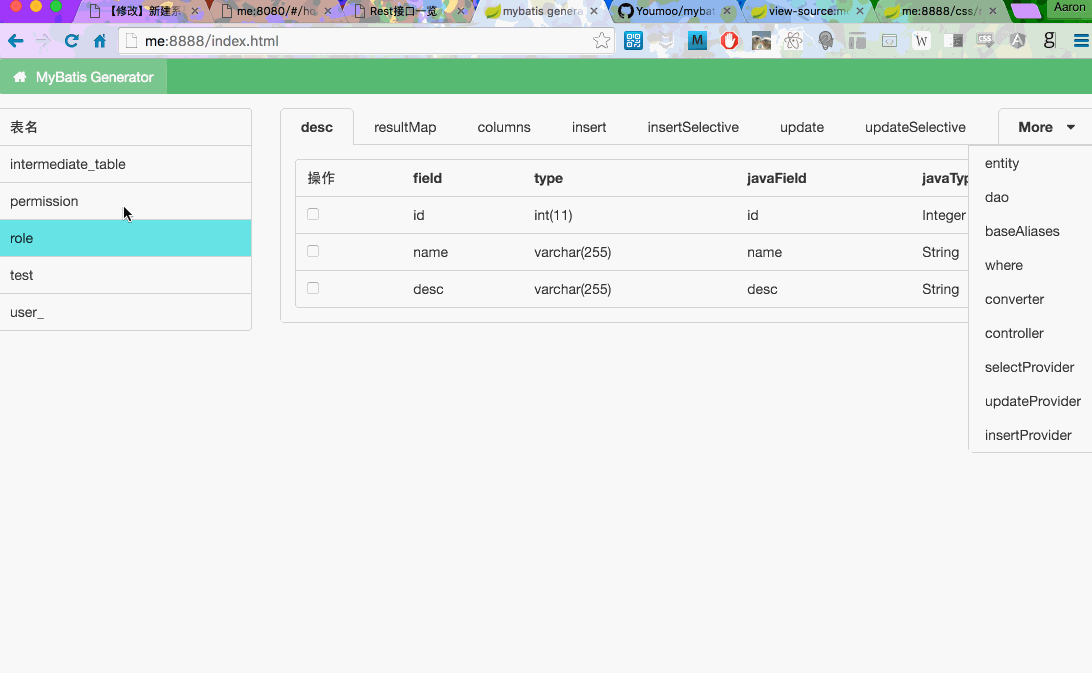 Aaron
【修改】新建系
me:8080/#/ho
Rest接口一览
mybatis genera
Youmoo/mybat
view-source:me
me:8888/css/
me:8888/index.html
MyBatis Generator
表名
intermediate_table
permission
role
test
user_
desc resultMap columns insert insertSelective update updateSelective More
操作 field type javaField javaTyp
id int(11) id Integer
name varchar(255) name String
desc varchar(255) desc String
entity
dao
baseAliases
where
converter
controller
selectProvider
updateProvider
insertProvider